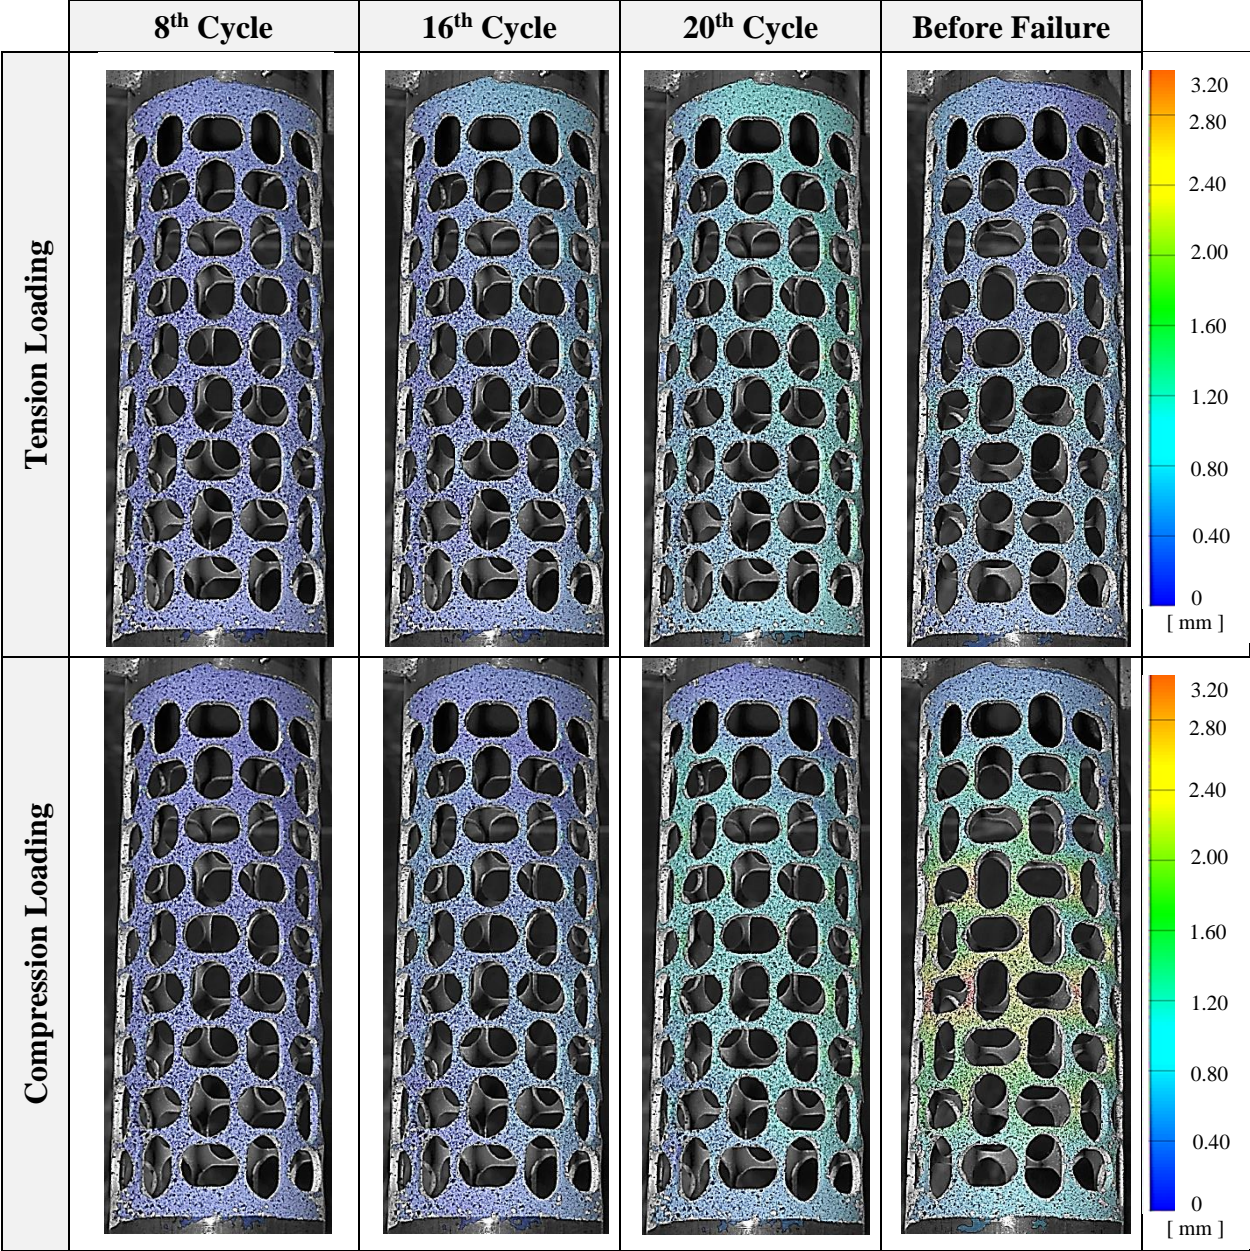 8th Cycle
16th Cycle
20th Cycle
Before Failure
Tension Loading
3.20
2.80
2.40
2.00
1.60
1.20
0.80
0.40
0
[ mm ]
Compression Loading
3.20
2.80
2.40
2.00
1.60
1.20
0.80
0.40
0
[ mm ]